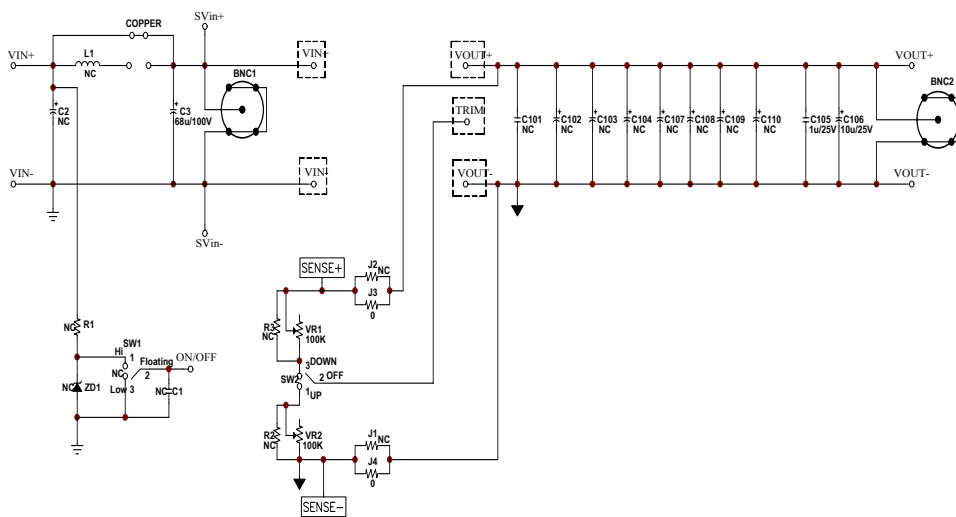 SVin+
COPPER
VIN+
L1
NC
VIN+
BNC1
+
C2
NC
+
C3
68u/100V
VIN-
VIN-
SVin-
VOUT+
VOUT+
TRIM
C101
NC
+
C102
NC
+
C103
NC
+
C104
NC
+
C107
NC
+
C108
NC
+
C109
NC
+
C110
NC
C105
1u/25V
+
C106
10u/25V
BNC2
VOUT-
VOUT-
SENSE+
J2
NC
J3
0
R3
NC
VR1
100K
3 DOWN
SW2
2 OFF
1 UP
R2
NC
VR2
100K
J1
NC
J4
0
SENSE-
NC
R1
SW1
Hi
1
ON/OFF
Floating
NC
2
NC
ZD1
Low 3
NC
C1